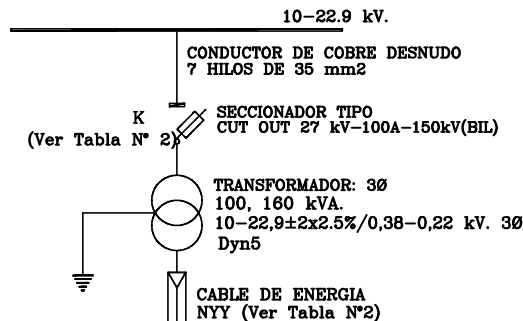 10-22.9 kV.
CONDUCTOR DE COBRE DESNUDO
7 HILOS DE 35 mm2
K
(Ver Tabla N° 2)
SECCIONADOR TIPO
CUT OUT 27 kV-100A-150kV(BIL)
TRANSFORMADOR: 3Ø
100, 160 kVA.
10-22,9±2x2.5%/0,38-0,22 kV. 3Ø
Dyn5
CABLE DE ENERGIA
NYY (Ver Tabla N°2)